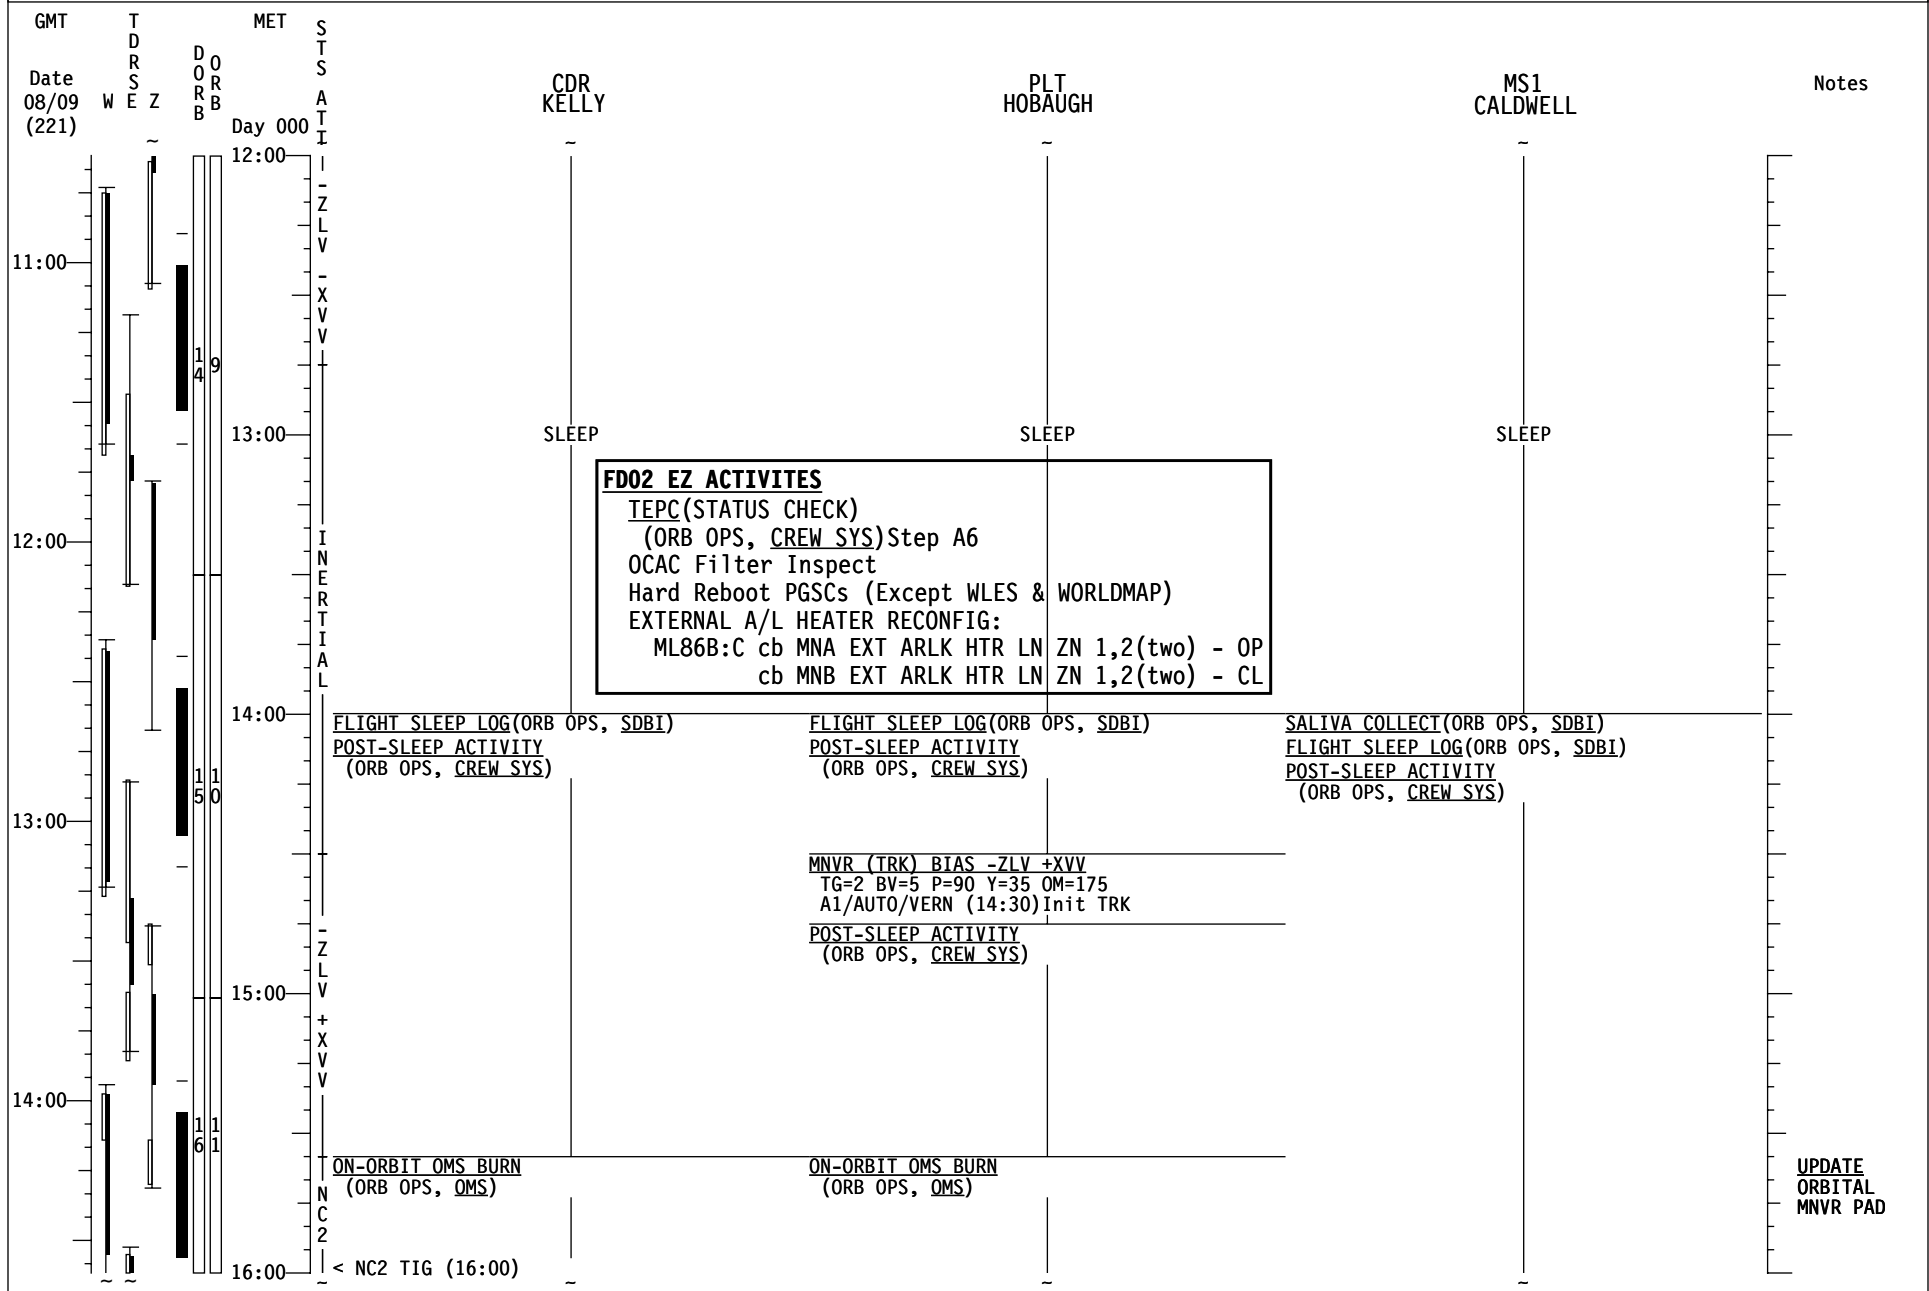 GMT
TDRS
MET
STS ATT
Date
08/09
(221)
W E Z
DORB
ORB
Day 000
CDR
KELLY
PLT
HOBAUGH
MS1
CALDWELL
Notes
~ ~ ~ ~
12:00
-ZLV -XVV
11:00
14
9
13:00
SLEEP SLEEP SLEEP
FD02 EZ ACTIVITES
TEPC(STATUS CHECK)
(ORB OPS, CREW SYS)Step A6
OCAC Filter Inspect
Hard Reboot PGSCs (Except WLES & WORLDMAP)
EXTERNAL A/L HEATER RECONFIG:
ML86B:C cb MNA EXT ARLK HTR LN ZN 1,2(two) - OP
cb MNB EXT ARLK HTR LN ZN 1,2(two) - CL
12:00
INERTIAL
14:00
FLIGHT SLEEP LOG(ORB OPS, SDBI)
POST-SLEEP ACTIVITY
(ORB OPS, CREW SYS)
FLIGHT SLEEP LOG(ORB OPS, SDBI)
POST-SLEEP ACTIVITY
(ORB OPS, CREW SYS)
SALIVA COLLECT(ORB OPS, SDBI)
FLIGHT SLEEP LOG(ORB OPS, SDBI)
POST-SLEEP ACTIVITY
(ORB OPS, CREW SYS)
15
10
13:00
MNVR (TRK) BIAS -ZLV +XVV
TG=2 BV=5 P=90 Y=35 OM=175
A1/AUTO/VERN (14:30)Init TRK
POST-SLEEP ACTIVITY
(ORB OPS, CREW SYS)
-ZLV +XVV
15:00
14:00
16
11
ON-ORBIT OMS BURN
(ORB OPS, OMS)
ON-ORBIT OMS BURN
(ORB OPS, OMS)
UPDATE
ORBITAL
MNVR PAD
NC2
16:00
< NC2 TIG (16:00)
~ ~ ~ ~ ~ ~